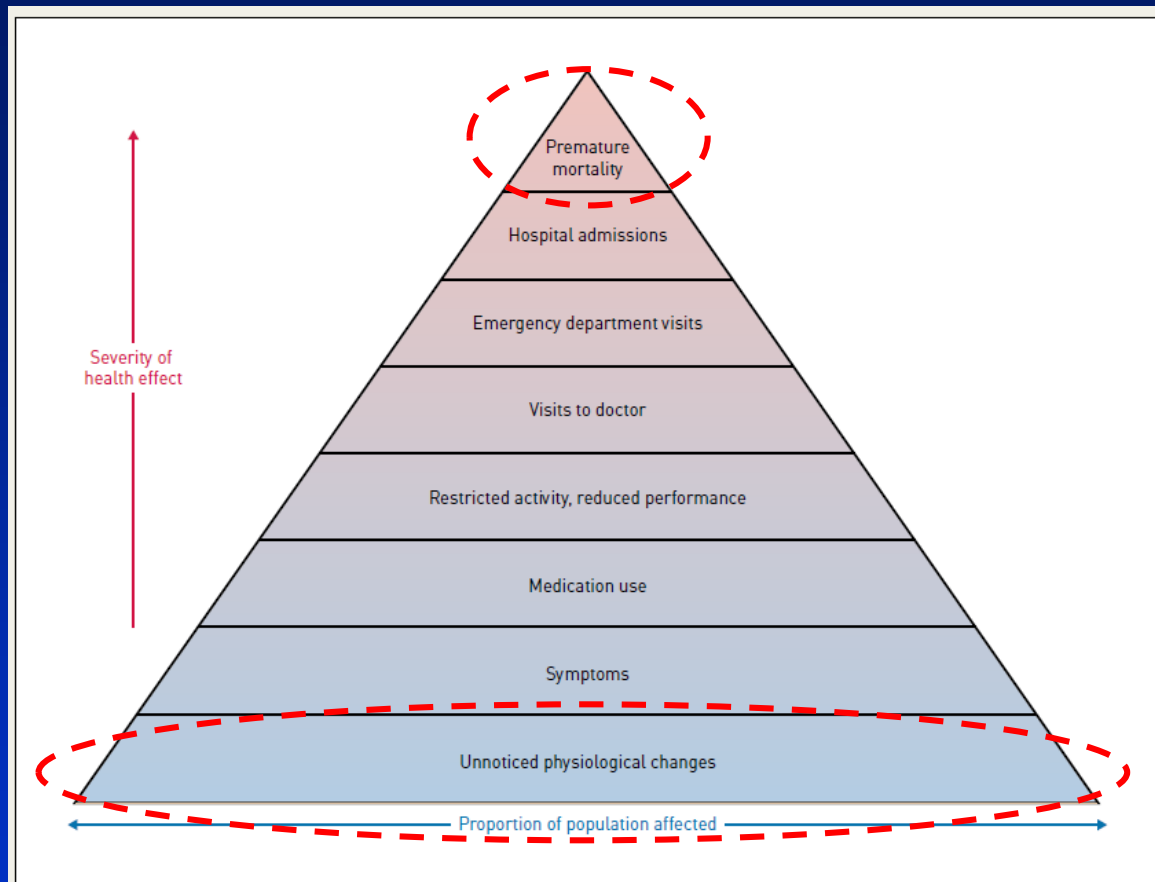 Premature
mortality
Hospital admissions
Emergency department visits
Severity of
health effect
Visits to doctor
Restricted activity, reduced performance
Medication use
Symptoms
Unnoticed physiological changes
Proportion of population affected